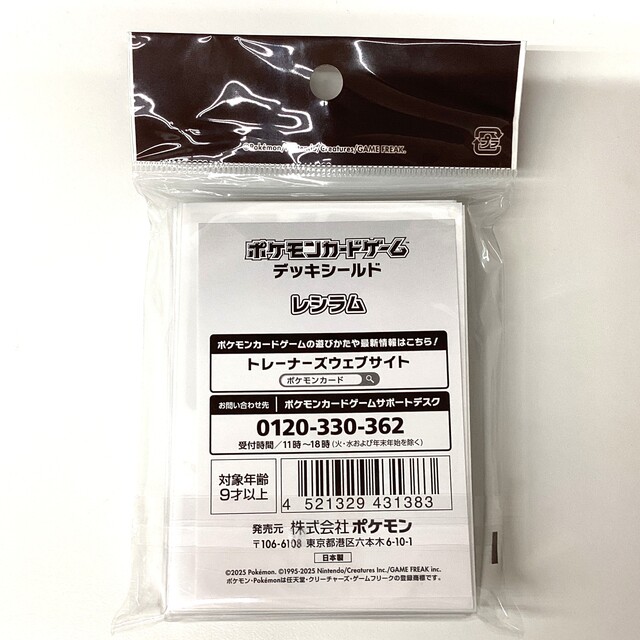 ©Pokémon/Nintendo/Creatures/GAME FREAK.
プラ
ポケモンカードゲーム
デッキシールド
レシラム
ポケモンカードゲームの遊びかたや最新情報はこちら!
トレーナーズウェブサイト
ポケモンカード
お問い合わせ先 ポケモンカードゲームサポートデスク
0120-330-362
受付時間/11時~18時(火・水および年末年始を除く)
対象年齢
9才以上
4 521329 431383
発売元 株式会社ポケモン
〒106-6108 東京都港区六本木6-10-1
日本製
©2025 Pokémon. ©1995-2025 Nintendo/Creatures Inc./GAME FREAK inc.
ポケモン・Pokémonは任天堂・クリーチャーズ・ゲームフリークの登録商標です。